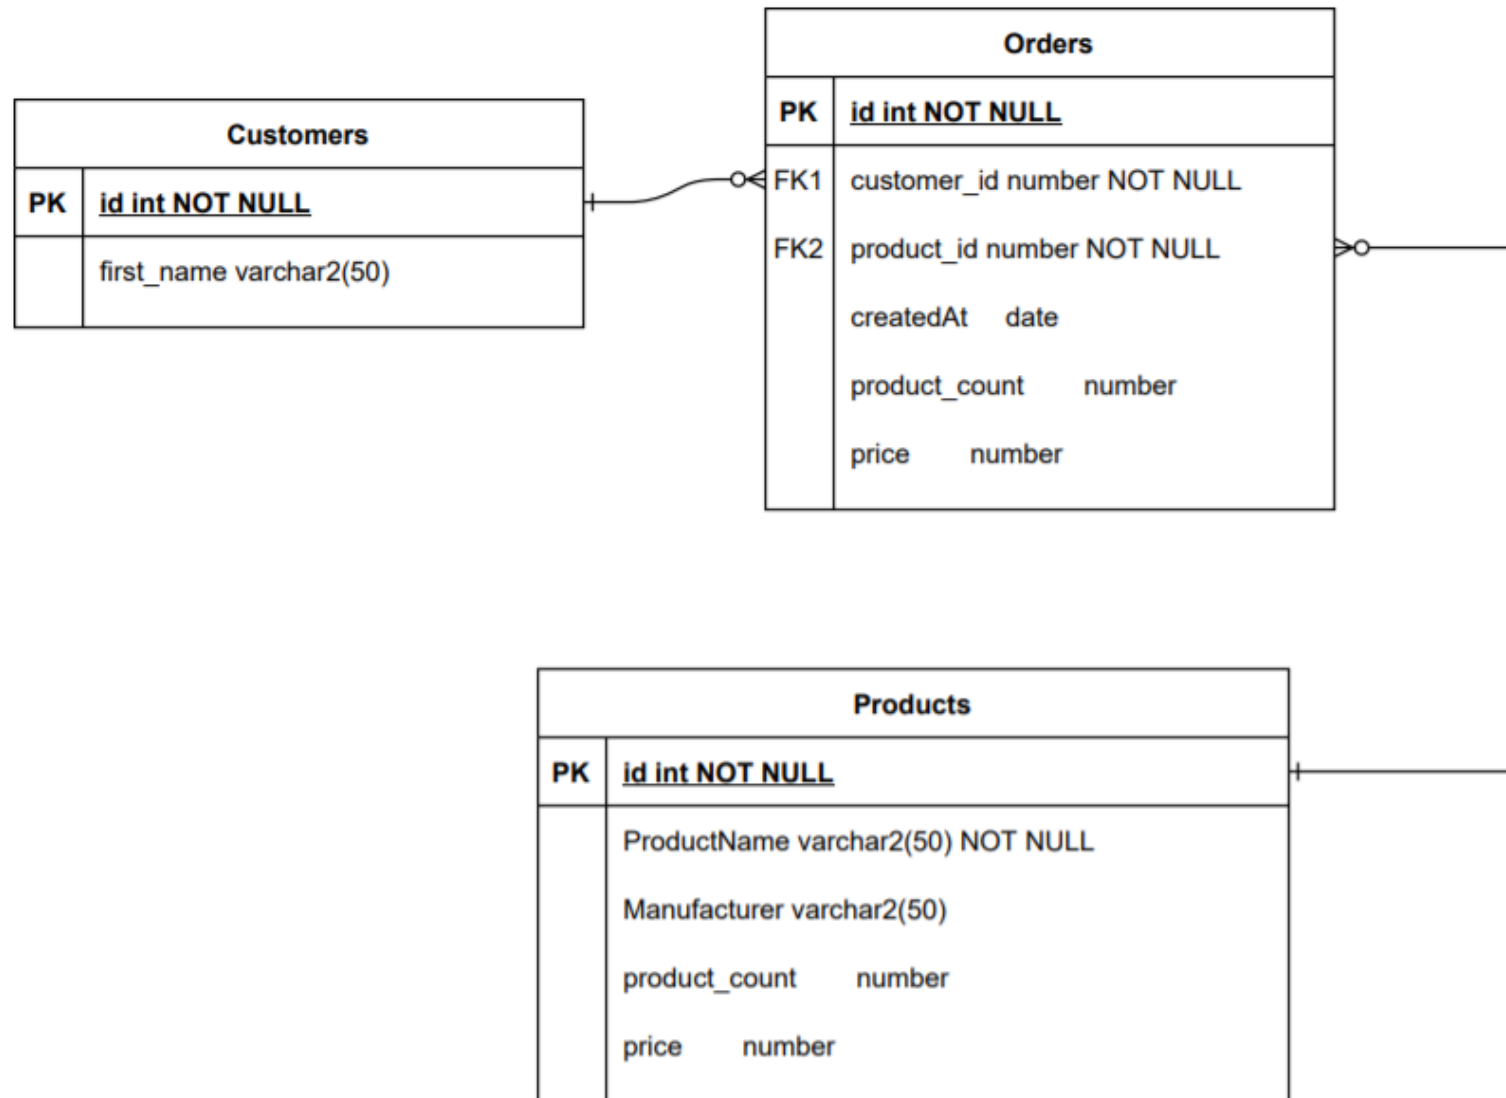 Orders
PK id int NOT NULL
FK1 customer_id number NOT NULL
FK2 product_id number NOT NULL
createdAt date
product_count number
price number
Customers
PK id int NOT NULL
first_name varchar2(50)
Products
PK id int NOT NULL
ProductName varchar2(50) NOT NULL
Manufacturer varchar2(50)
product_count number
price number